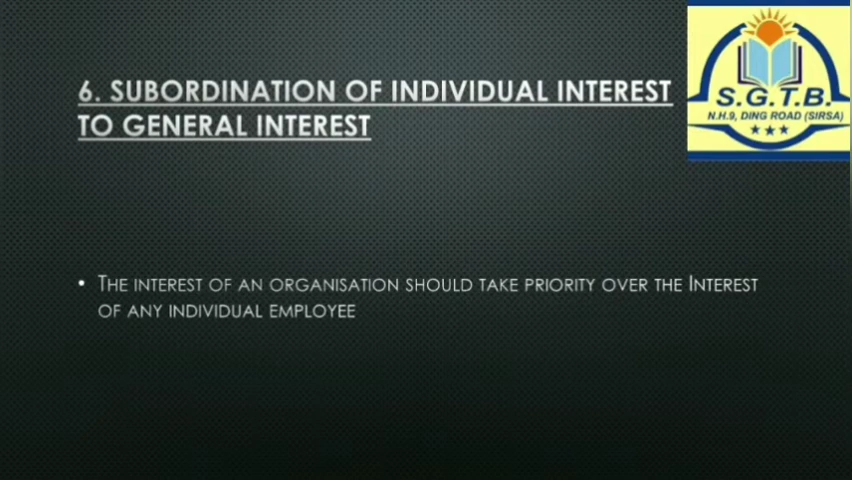 6. SUBORDINATION OF INDIVIDUAL INTEREST
TO GENERAL INTEREST
S.G.T.B.
N.H.9, DING ROAD (SIRSA)
• THE INTEREST OF AN ORGANISATION SHOULD TAKE PRIORITY OVER THE INTEREST
OF ANY INDIVIDUAL EMPLOYEE